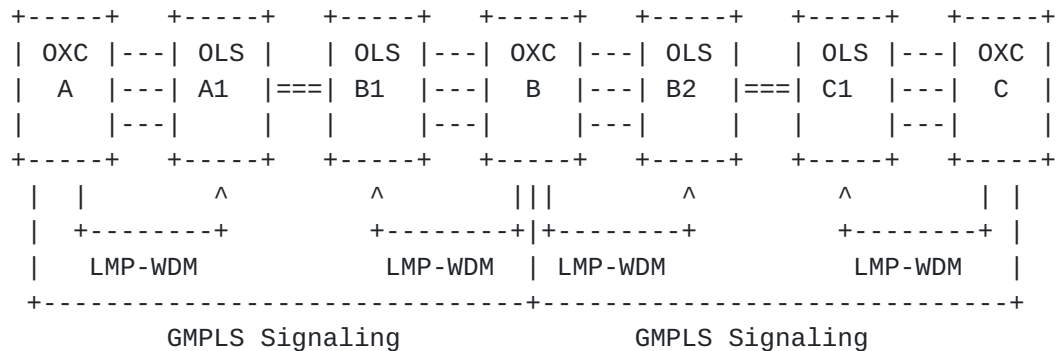 +-----+   +-----+   +-----+   +-----+   +-----+   +-----+   +-----+
| OXC |---| OLS |   | OLS |---| OXC |---| OLS |   | OLS |---| OXC |
|  A  |---| A1  |===| B1  |---|  B  |---| B2  |===| C1  |---|  C  |
|     |---|     |   |     |---|     |---|     |   |     |---|     |
+-----+   +-----+   +-----+   +-----+   +-----+   +-----+   +-----+
 |  |        ^         ^        |||        ^         ^        | |
 |  +--------+         +--------+|+--------+         +--------+ |
 |   LMP-WDM            LMP-WDM  | LMP-WDM            LMP-WDM   |
 +-------------------------------+------------------------------+
          GMPLS Signaling               GMPLS Signaling